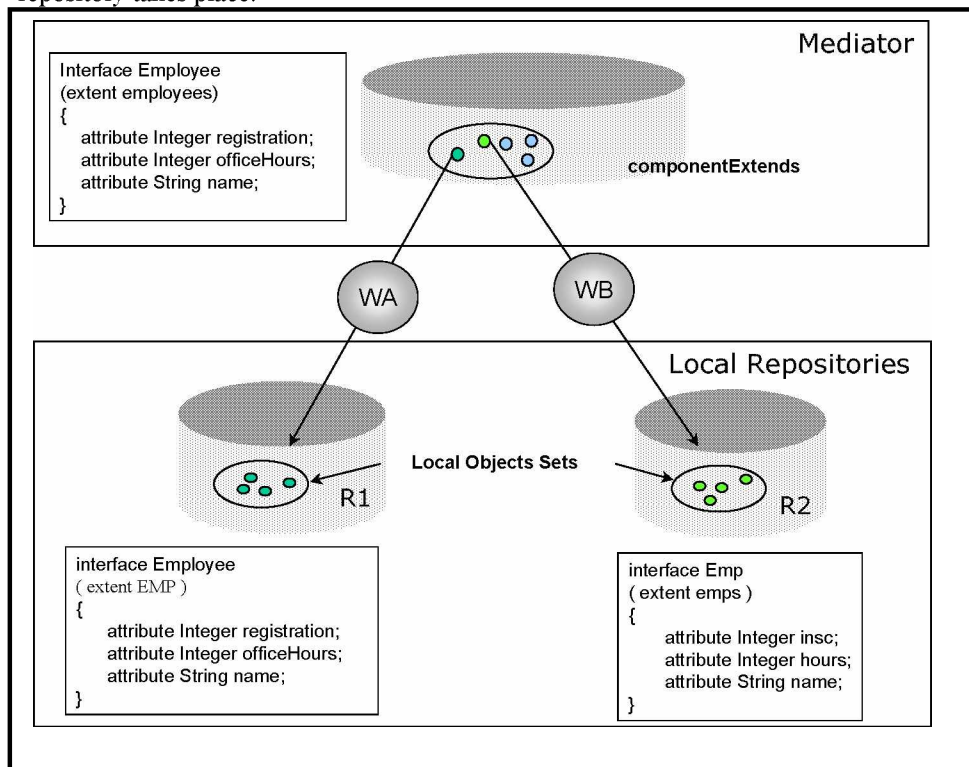 repository takes place.
Mediator
Interface Employee
(extent employees)
{
attribute Integer registration;
attribute Integer officeHours;
attribute String name;
}
componentExtends
WA
WB
Local Repositories
Local Objects Sets
R1
R2
interface Employee
( extent EMP )
{
attribute Integer registration;
attribute Integer officeHours;
attribute String name;
}
interface Emp
( extent emps )
{
attribute Integer insc;
attribute Integer hours;
attribute String name;
}